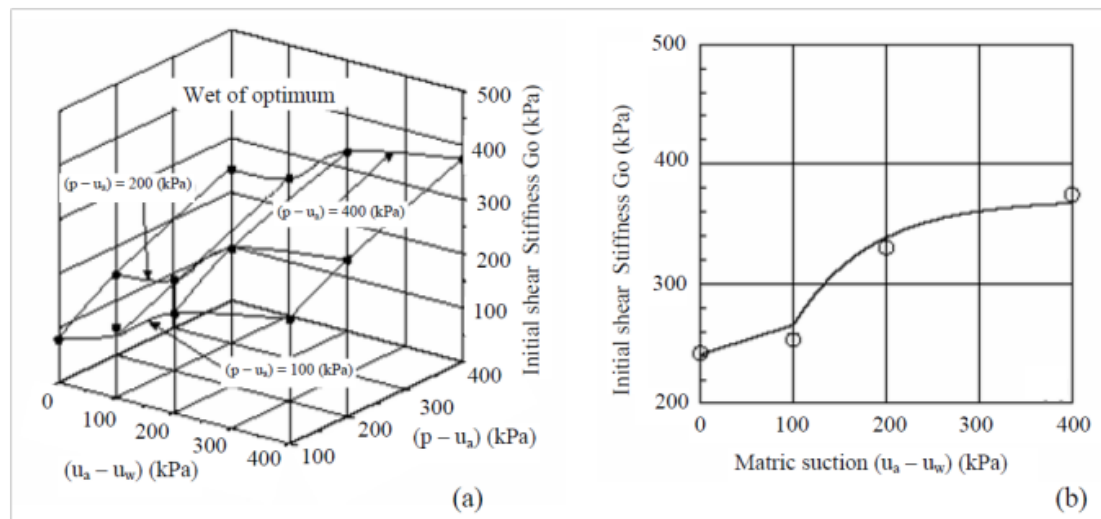 Wet of optimum
(p – uₐ) = 200 (kPa)
(p – uₐ) = 400 (kPa)
(p – uₐ) = 100 (kPa)
500
400
300
200
100
Initial shear Stiffness Go (kPa)
0
100
200
300
400
(uₐ – u_w) (kPa)
100
200
300
400
(p – uₐ) (kPa)
(a)
500
400
300
200
Initial shear Stiffness Go (kPa)
0
100
200
300
400
Matric suction (uₐ – u_w) (kPa)
(b)